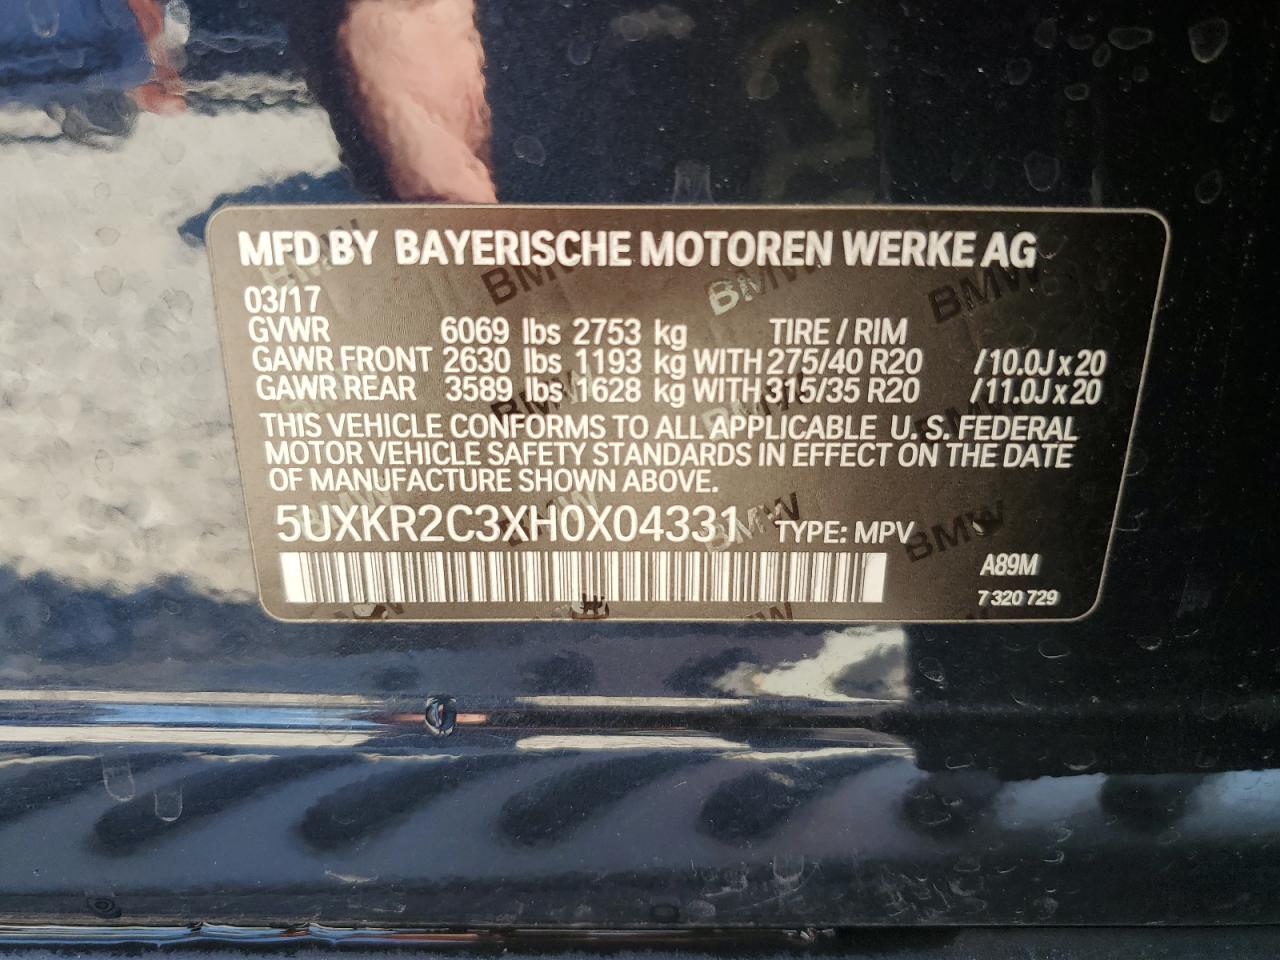 MFD BY BAYERISCHE MOTOREN WERKE AG
03/17
GVWR 6069 lbs 2753 kg TIRE / RIM
GAWR FRONT 2630 lbs 1193 kg WITH 275/40 R20 /10.0J x 20
GAWR REAR 3589 lbs 1628 kg WITH 315/35 R20 /11.0J x 20
THIS VEHICLE CONFORMS TO ALL APPLICABLE U. S. FEDERAL
MOTOR VEHICLE SAFETY STANDARDS IN EFFECT ON THE DATE
OF MANUFACTURE SHOWN ABOVE.
5UXKR2C3XH0X04331 TYPE: MPV
A89M
7 320 729